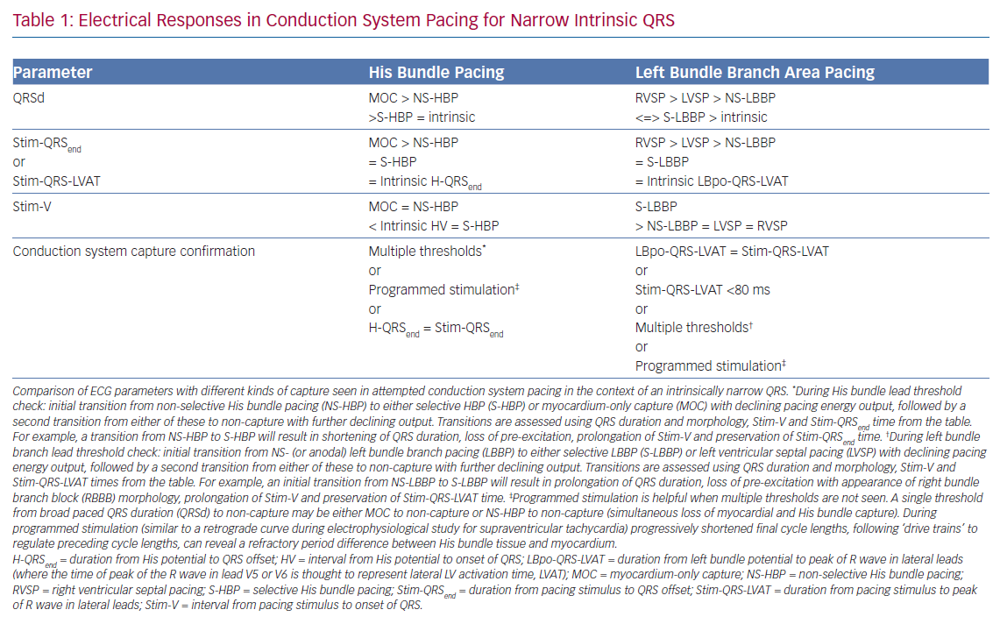 Table 1: Electrical Responses in Conduction System Pacing for Narrow Intrinsic QRS
Parameter His Bundle Pacing Left Bundle Branch Area Pacing
QRSd MOC > NS-HBP RVSP > LVSP > NS-LBBP
>S-HBP = intrinsic <=> S-LBBP > intrinsic
Stim-QRSend MOC > NS-HBP RVSP > LVSP > NS-LBBP
or = S-HBP = S-LBBP
Stim-QRS-LVAT = Intrinsic H-QRSend = Intrinsic LBpo-QRS-LVAT
Stim-V MOC = NS-HBP S-LBBP
< Intrinsic HV = S-HBP > NS-LBBP = LVSP = RVSP
Conduction system capture confirmation Multiple thresholds* LBpo-QRS-LVAT = Stim-QRS-LVAT
or or
Programmed stimulation‡ Stim-QRS-LVAT <80 ms
or or
H-QRSend = Stim-QRSend Multiple thresholds†
or
Programmed stimulation‡
Comparison of ECG parameters with different kinds of capture seen in attempted conduction system pacing in the context of an intrinsically narrow QRS. *During His bundle lead threshold
check: initial transition from non-selective His bundle pacing (NS-HBP) to either selective HBP (S-HBP) or myocardium-only capture (MOC) with declining pacing energy output, followed by a
second transition from either of these to non-capture with further declining output. Transitions are assessed using QRS duration and morphology, Stim-V and Stim-QRSend time from the table.
For example, a transition from NS-HBP to S-HBP will result in shortening of QRS duration, loss of pre-excitation, prolongation of Stim-V and preservation of Stim-QRSend time. †During left bundle
branch lead threshold check: initial transition from NS- (or anodal) left bundle branch pacing (LBBP) to either selective LBBP (S-LBBP) or left ventricular septal pacing (LVSP) with declining pacing
energy output, followed by a second transition from either of these to non-capture with further declining output. Transitions are assessed using QRS duration and morphology, Stim-V and
Stim-QRS-LVAT times from the table. For example, an initial transition from NS-LBBP to S-LBBP will result in prolongation of QRS duration, loss of pre-excitation with appearance of right bundle
branch block (RBBB) morphology, prolongation of Stim-V and preservation of Stim-QRS-LVAT time. ‡Programmed stimulation is helpful when multiple thresholds are not seen. A single threshold
from broad paced QRS duration (QRSd) to non-capture may be either MOC to non-capture or NS-HBP to non-capture (simultaneous loss of myocardial and His bundle capture). During
programmed stimulation (similar to a retrograde curve during electrophysiological study for supraventricular tachycardia) progressively shortened final cycle lengths, following ‘drive trains’ to
regulate preceding cycle lengths, can reveal a refractory period difference between His bundle tissue and myocardium.
H-QRSend = duration from His potential to QRS offset; HV = interval from His potential to onset of QRS; LBpo-QRS-LVAT = duration from left bundle potential to peak of R wave in lateral leads
(where the time of peak of the R wave in lead V5 or V6 is thought to represent lateral LV activation time, LVAT); MOC = myocardium-only capture; NS-HBP = non-selective His bundle pacing;
RVSP = right ventricular septal pacing; S-HBP = selective His bundle pacing; Stim-QRSend = duration from pacing stimulus to QRS offset; Stim-QRS-LVAT = duration from pacing stimulus to peak
of R wave in lateral leads; Stim-V = interval from pacing stimulus to onset of QRS.